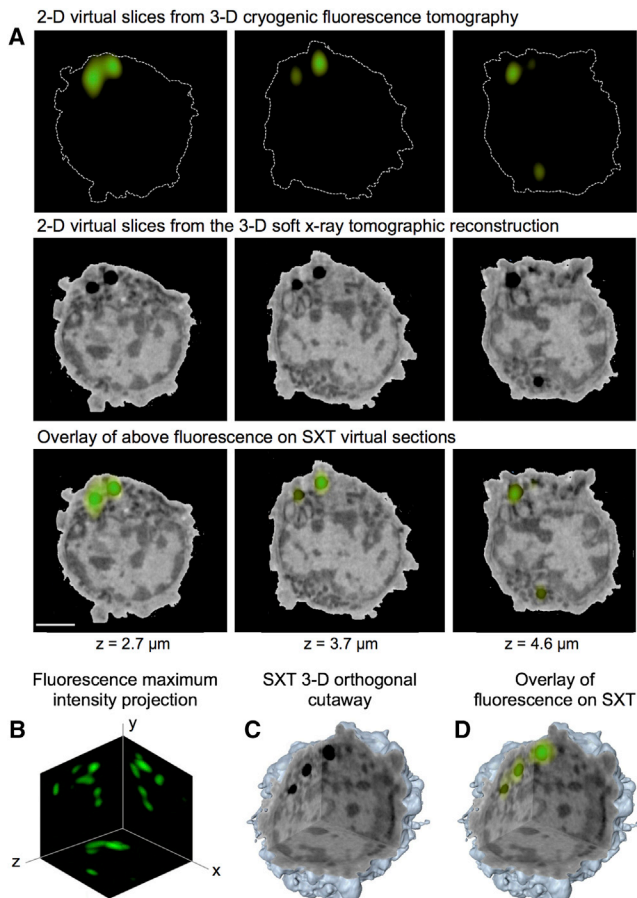 2-D virtual slices from 3-D cryogenic fluorescence tomography
A
2-D virtual slices from the 3-D soft x-ray tomographic reconstruction
Overlay of above fluorescence on SXT virtual sections
z = 2.7 µm
z = 3.7 µm
z = 4.6 µm
Fluorescence maximum
intensity projection
SXT 3-D orthogonal
cutaway
Overlay of
fluorescence on SXT
B
y
z
x
C
D